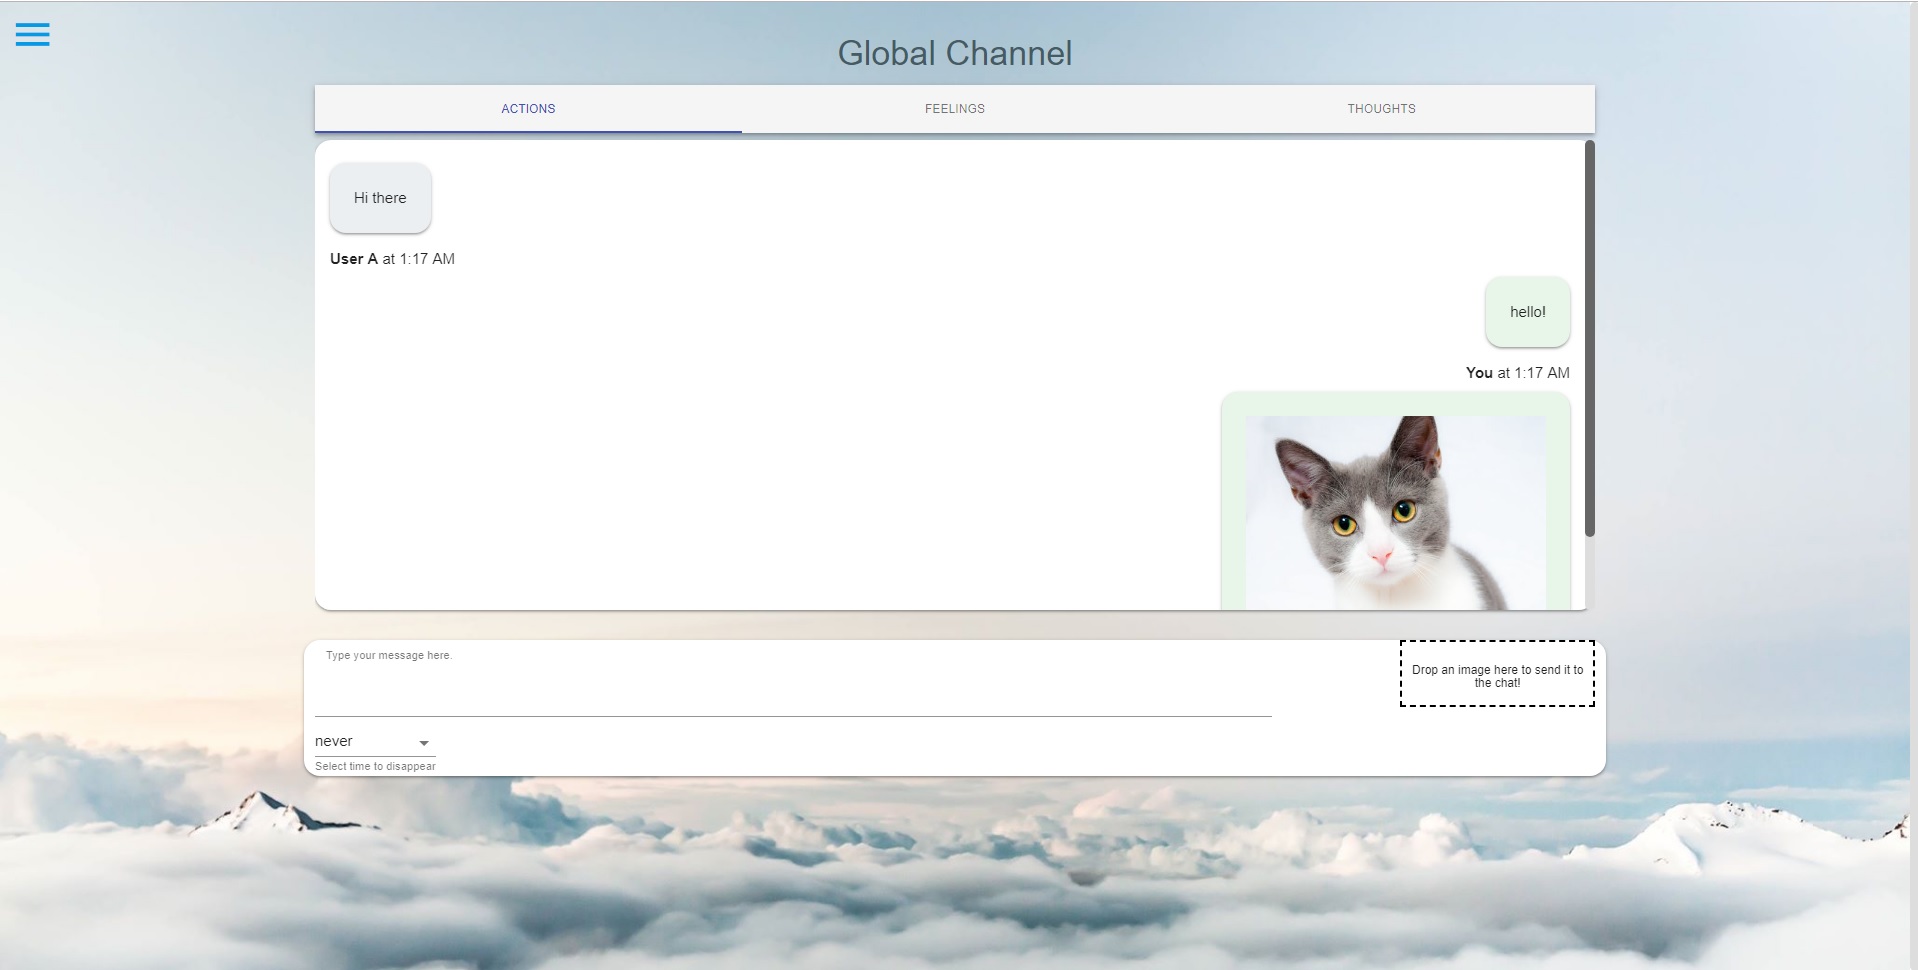 Global Channel
ACTIONS FEELINGS THOUGHTS
Hi there
User A at 1:17 AM
hello!
You at 1:17 AM
Type your message here.
Drop an image here to send it to
the chat!
never
Select time to disappear